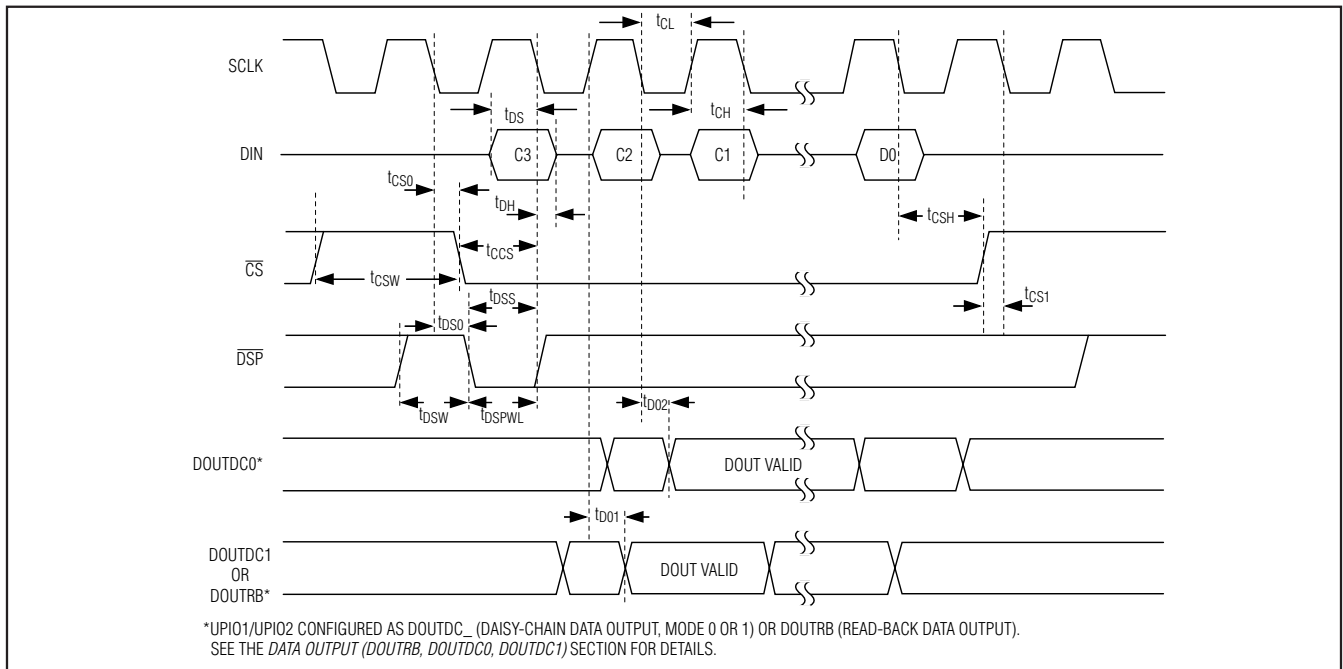 tCL
SCLK
tDS
tCH
DIN
C3
C2
C1
D0
tCS0
tDH
tCSH
tCCS
CS
tCSW
tDSS
tCS1
tDS0
DSP
tDSW
tDSPWL
tD02
DOUTDC0*
DOUT VALID
tD01
DOUTDC1
OR
DOUTRB*
DOUT VALID
*UPIO1/UPIO2 CONFIGURED AS DOUTDC_ (DAISY-CHAIN DATA OUTPUT, MODE 0 OR 1) OR DOUTRB (READ-BACK DATA OUTPUT).
SEE THE DATA OUTPUT (DOUTRB, DOUTDC0, DOUTDC1) SECTION FOR DETAILS.